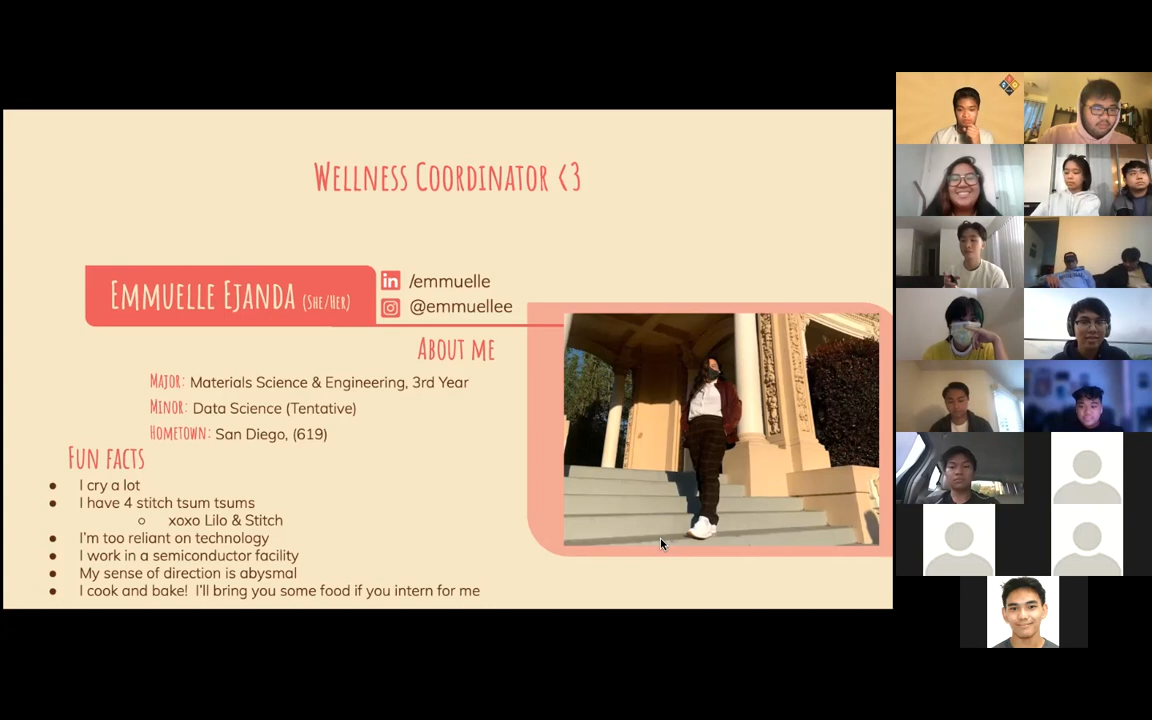 Wellness Coordinator <3
Emmuelle Ejanda (She/Her)
in /emmuelle
@emmuellee
About me
Major: Materials Science & Engineering, 3rd Year
Minor: Data Science (Tentative)
Hometown: San Diego, (619)
Fun facts
● I cry a lot
● I have 4 stitch tsum tsums
○ xoxo Lilo & Stitch
● I'm too reliant on technology
● I work in a semiconductor facility
● My sense of direction is abysmal
● I cook and bake! I'll bring you some food if you intern for me